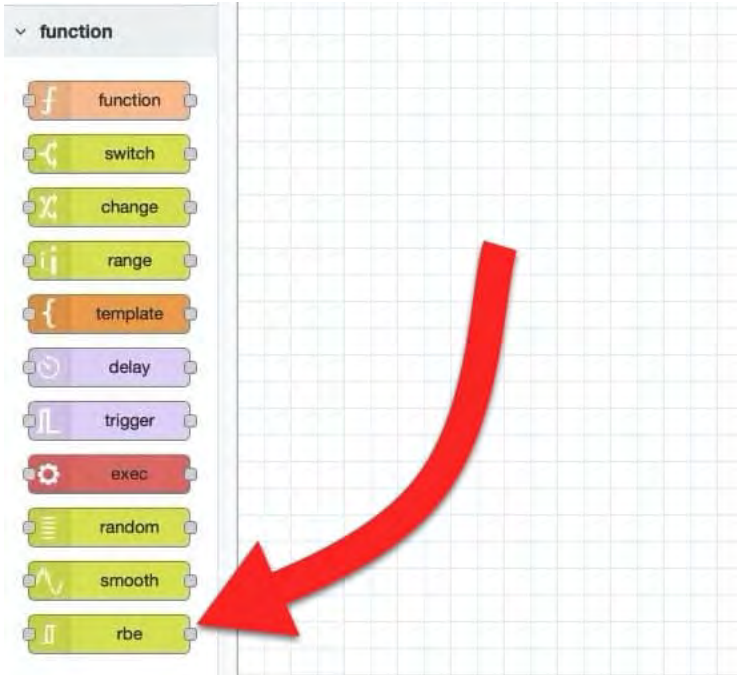 function
function
switch
change
range
template
delay
trigger
exec
random
smooth
rbe